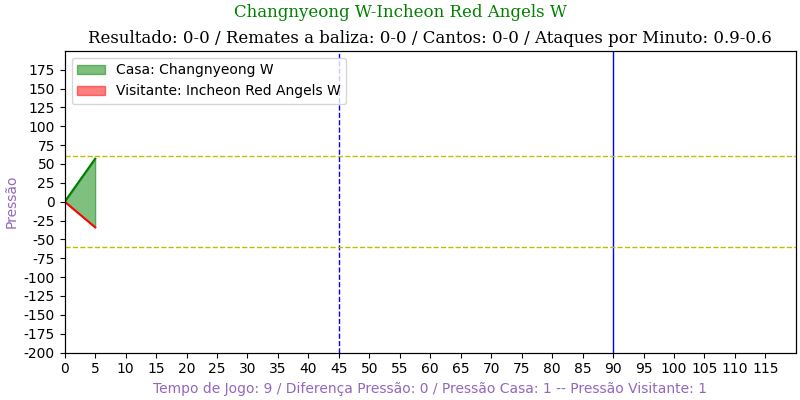 Changnyeong W-Incheon Red Angels W
Resultado: 0-0 / Remates a baliza: 0-0 / Cantos: 0-0 / Ataques por Minuto: 0.9-0.6
Casa: Changnyeong W
Visitante: Incheon Red Angels W
Pressão
175
150
125
100
75
50
25
0
-25
-50
-75
-100
-125
-150
-175
-200
0 5 10 15 20 25 30 35 40 45 50 55 60 65 70 75 80 85 90 95 100 105 110 115
Tempo de Jogo: 9 / Diferença Pressão: 0 / Pressão Casa: 1 -- Pressão Visitante: 1